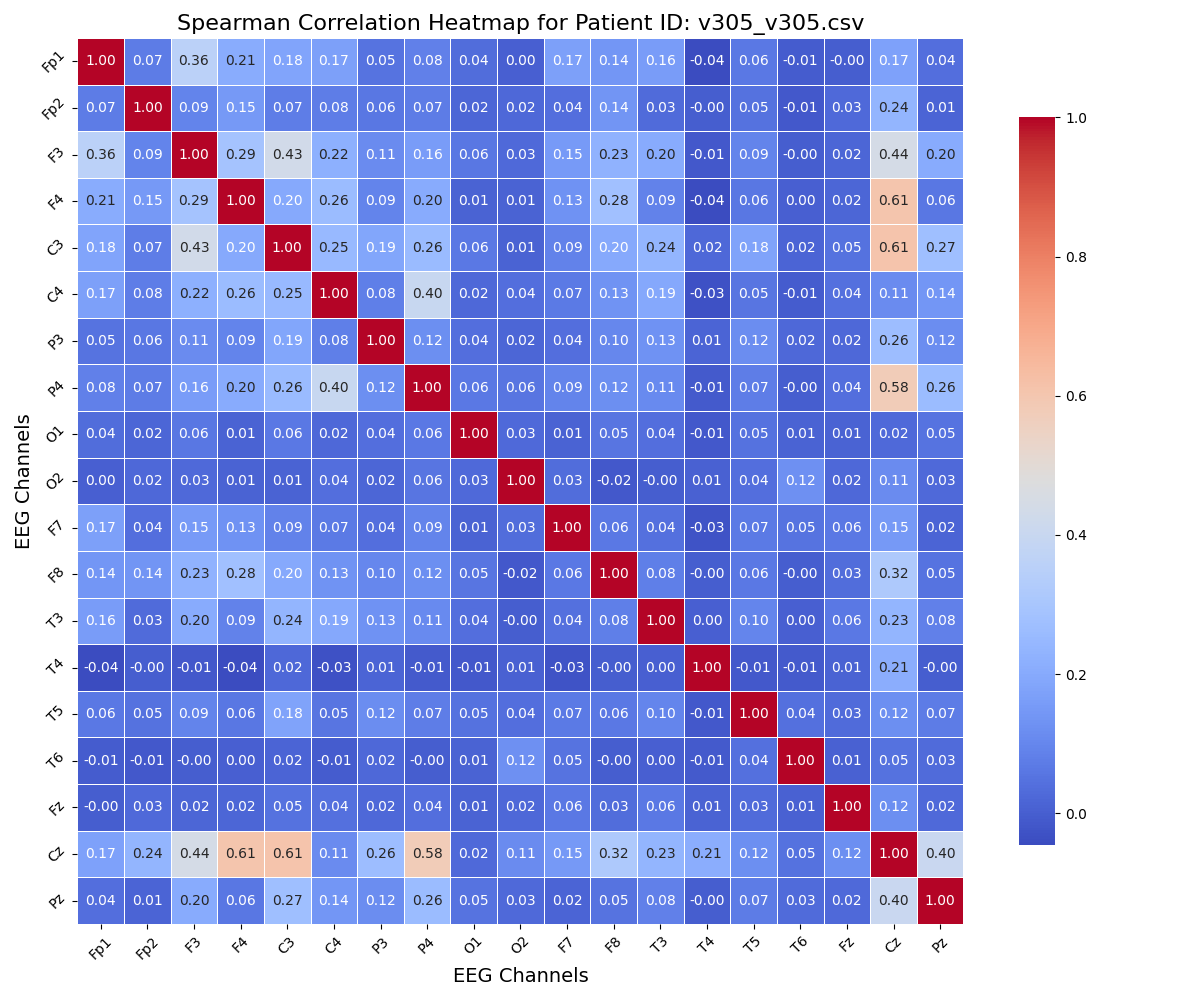 Spearman Correlation Heatmap for Patient ID: v305_v305.csv
Fp1 1.00 0.07 0.36 0.21 0.18 0.17 0.05 0.08 0.04 0.00 0.17 0.14 0.16 -0.04 0.06 -0.01 -0.00 0.17 0.04
Fp2 0.07 1.00 0.09 0.15 0.07 0.08 0.06 0.07 0.02 0.02 0.04 0.14 0.03 -0.00 0.05 -0.01 0.03 0.24 0.01
F3 0.36 0.09 1.00 0.29 0.43 0.22 0.11 0.16 0.06 0.03 0.15 0.23 0.20 -0.01 0.09 -0.00 0.02 0.44 0.20
F4 0.21 0.15 0.29 1.00 0.20 0.26 0.09 0.20 0.01 0.01 0.13 0.28 0.09 -0.04 0.06 0.00 0.02 0.61 0.06
C3 0.18 0.07 0.43 0.20 1.00 0.25 0.19 0.26 0.06 0.01 0.09 0.20 0.24 0.02 0.18 0.02 0.05 0.61 0.27
C4 0.17 0.08 0.22 0.26 0.25 1.00 0.08 0.40 0.02 0.04 0.07 0.13 0.19 -0.03 0.05 -0.01 0.04 0.11 0.14
P3 0.05 0.06 0.11 0.09 0.19 0.08 1.00 0.12 0.04 0.02 0.04 0.10 0.13 0.01 0.12 0.02 0.02 0.26 0.12
P4 0.08 0.07 0.16 0.20 0.26 0.40 0.12 1.00 0.06 0.06 0.09 0.12 0.11 -0.01 0.07 -0.00 0.04 0.58 0.26
O1 0.04 0.02 0.06 0.01 0.06 0.02 0.04 0.06 1.00 0.03 0.01 0.05 0.04 -0.01 0.05 0.01 0.01 0.02 0.05
O2 0.00 0.02 0.03 0.01 0.01 0.04 0.02 0.06 0.03 1.00 0.03 -0.02 -0.00 0.01 0.04 0.12 0.02 0.11 0.03
F7 0.17 0.04 0.15 0.13 0.09 0.07 0.04 0.09 0.01 0.03 1.00 0.06 0.04 -0.03 0.07 0.05 0.06 0.15 0.02
F8 0.14 0.14 0.23 0.28 0.20 0.13 0.10 0.12 0.05 -0.02 0.06 1.00 0.08 -0.00 0.06 -0.00 0.03 0.32 0.05
T3 0.16 0.03 0.20 0.09 0.24 0.19 0.13 0.11 0.04 -0.00 0.04 0.08 1.00 0.00 0.10 0.00 0.06 0.23 0.08
T4 -0.04 -0.00 -0.01 -0.04 0.02 -0.03 0.01 -0.01 -0.01 0.01 -0.03 -0.00 0.00 1.00 -0.01 -0.01 0.01 0.21 -0.00
T5 0.06 0.05 0.09 0.06 0.18 0.05 0.12 0.07 0.05 0.04 0.07 0.06 0.10 -0.01 1.00 0.04 0.03 0.12 0.07
T6 -0.01 -0.01 -0.00 0.00 0.02 -0.01 0.02 -0.00 0.01 0.12 0.05 -0.00 0.00 -0.01 0.04 1.00 0.01 0.05 0.03
Fz -0.00 0.03 0.02 0.02 0.05 0.04 0.02 0.04 0.01 0.02 0.06 0.03 0.06 0.01 0.03 0.01 1.00 0.12 0.02
Cz 0.17 0.24 0.44 0.61 0.61 0.11 0.26 0.58 0.02 0.11 0.15 0.32 0.23 0.21 0.12 0.05 0.12 1.00 0.40
Pz 0.04 0.01 0.20 0.06 0.27 0.14 0.12 0.26 0.05 0.03 0.02 0.05 0.08 -0.00 0.07 0.03 0.02 0.40 1.00
Fp1 Fp2 F3 F4 C3 C4 P3 P4 O1 O2 F7 F8 T3 T4 T5 T6 Fz Cz Pz
EEG Channels
EEG Channels
1.0
0.8
0.6
0.4
0.2
0.0